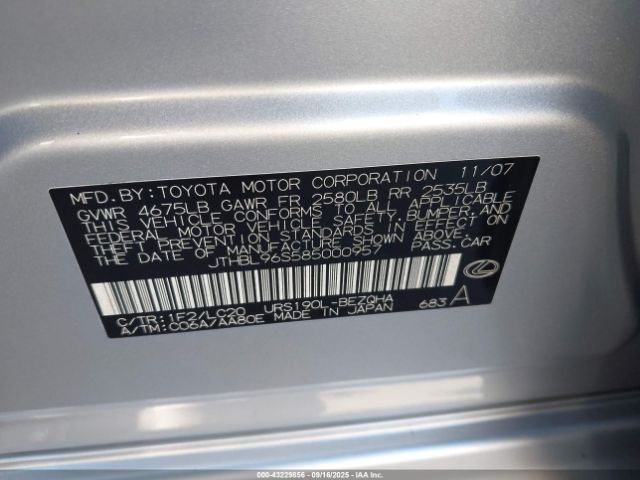 MFD. BY: TOYOTA MOTOR CORPORATION 11/07
GVWR 4675LB GAWR FR 2580LB RR 2535LB
THIS VEHICLE CONFORMS TO ALL APPLICABLE
FEDERAL MOTOR VEHICLE SAFETY, BUMPER, AND
THEFT PREVENTION STANDARDS IN EFFECT ON
THE DATE OF MANUFACTURE SHOWN ABOVE.
JTHBL96S585000957 PASS. CAR
C/TR: 1F2/LC20 URS190L-BEZQHA 683 A
A/TM: C06A/AA80E MADE IN JAPAN
000-43229856 | 09/16/2025 | IAA Inc.